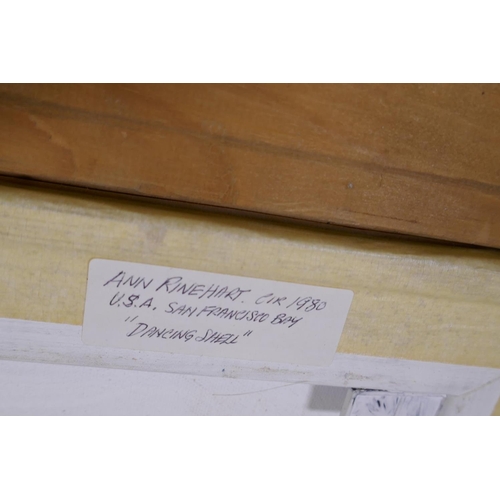 ANN RINEHART. CIR 1980
U.S.A. SAN FRANCISCO BAY
"DANCING SHELL"